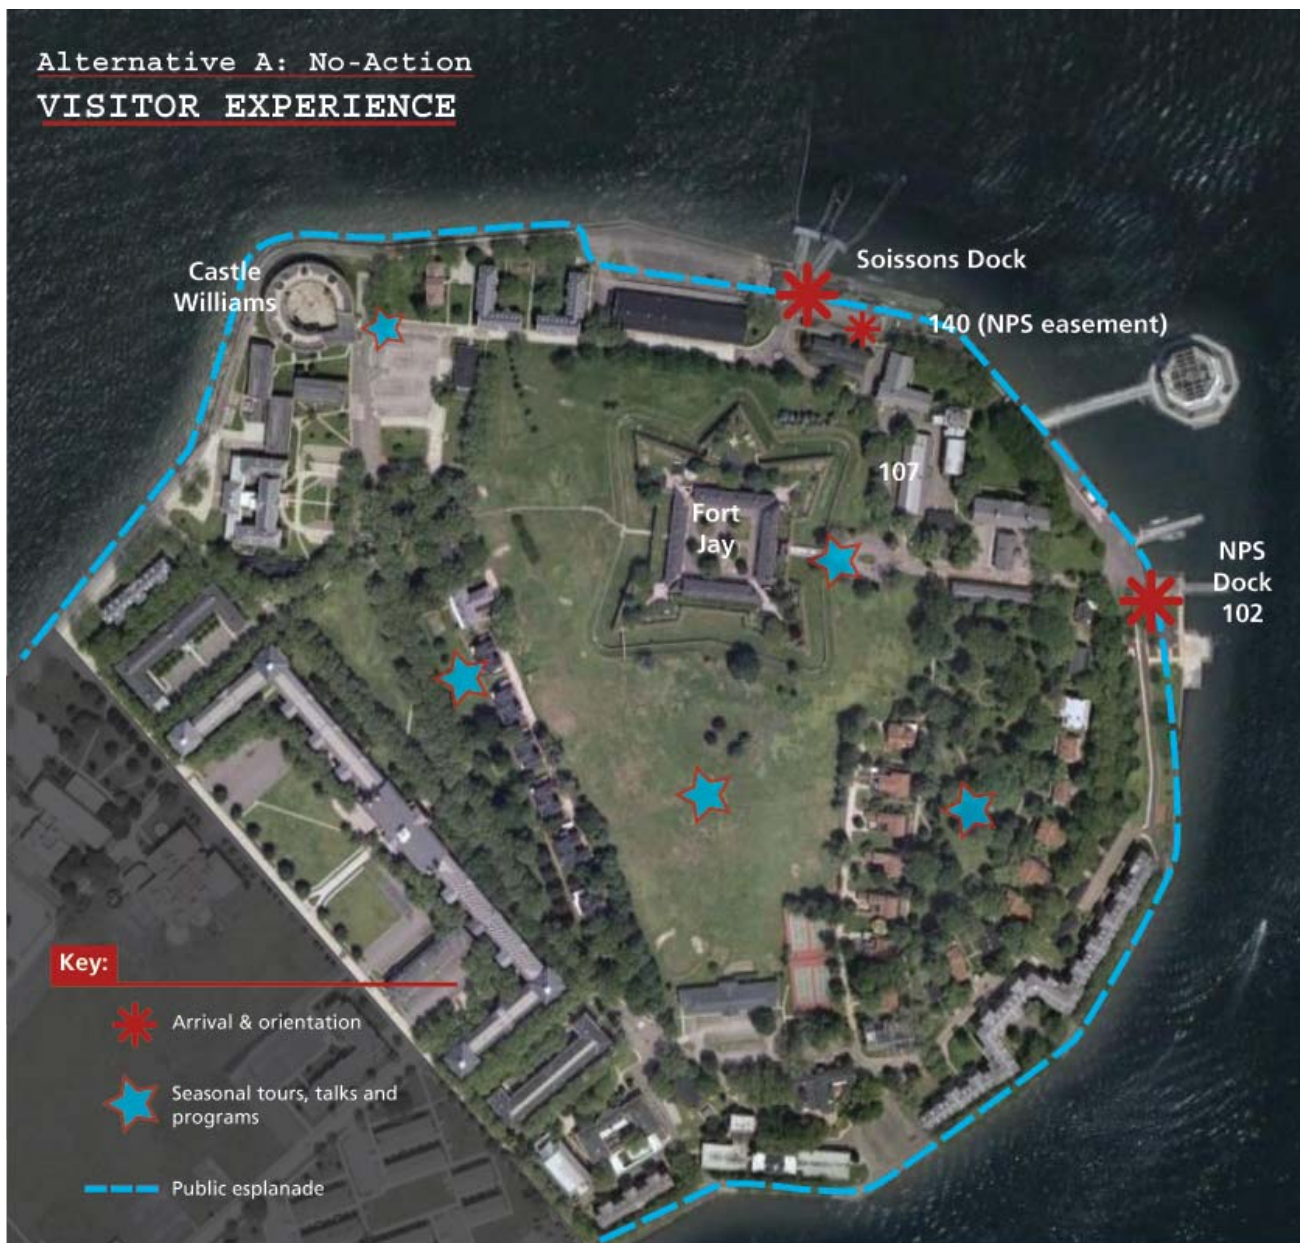 Alternative A: No-Action
VISITOR EXPERIENCE
Castle
Williams
Soissons Dock
140 (NPS easement)
107
Fort
Jay
NPS
Dock
102
Key:
Arrival & orientation
Seasonal tours, talks and
programs
Public esplanade